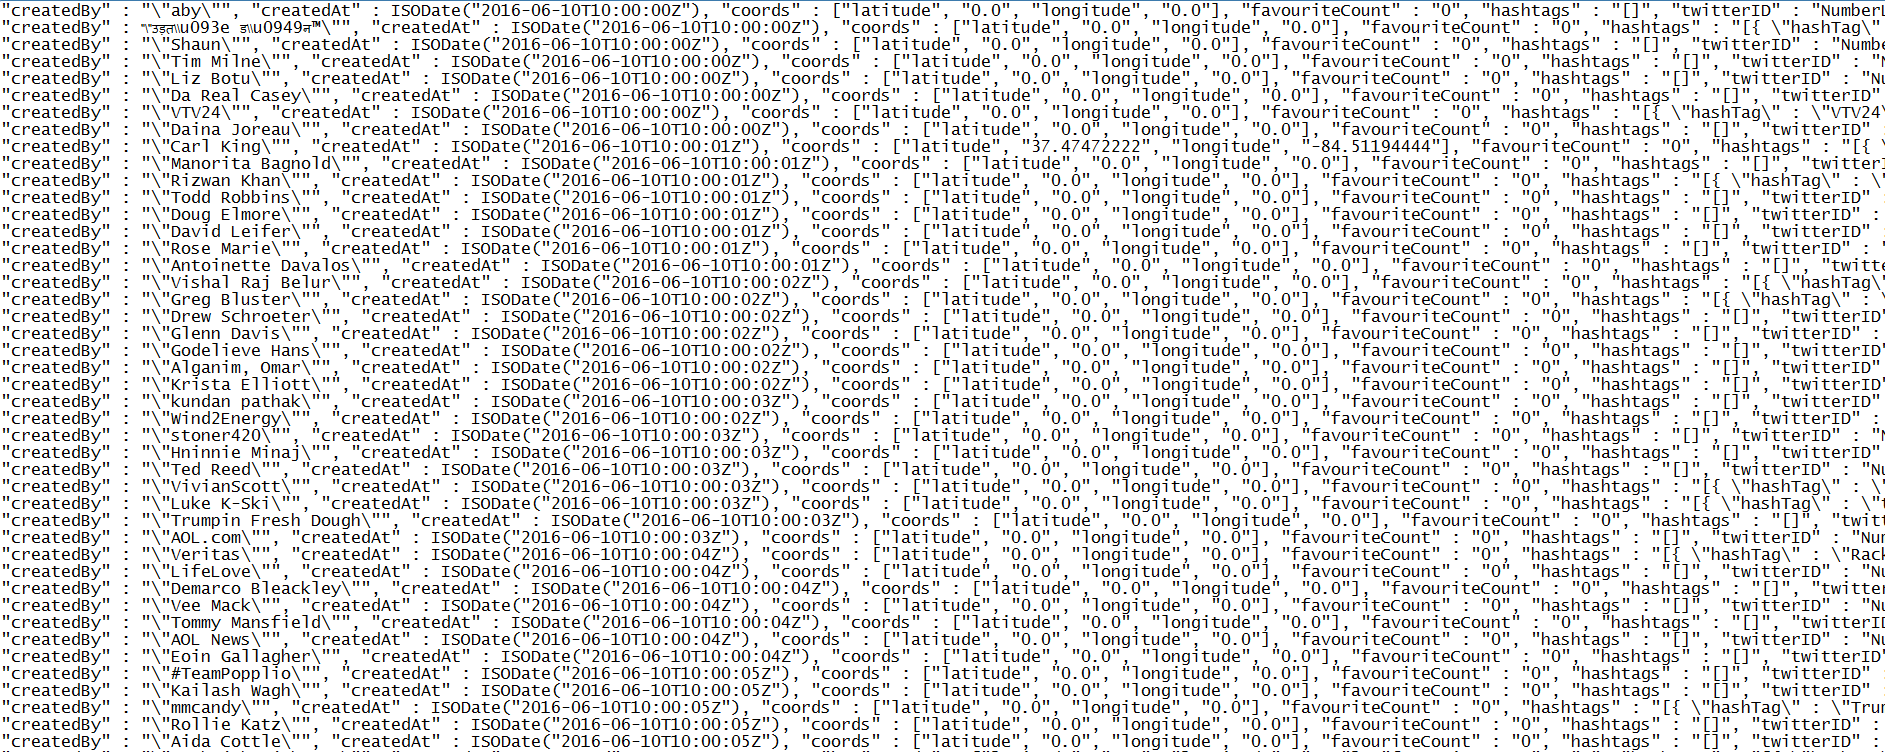 "createdBy" : "\"aby\"", "createdAt" : ISODate("2016-06-10T10:00:00Z"), "coords" : ["latitude", "0.0", "longitude", "0.0"], "favouriteCount" : "0", "hashtags" : "[]", "twitterID" : "NumberL
"createdBy" : \u093e \u0949 \"", "createdAt" : ISODate("2016-06-10T10:00:00Z"), "coords" : ["latitude", "0.0", "longitude", "0.0"], "favouriteCount" : "0", "hashtags" : "[{ \"hashTag\"
"createdBy" : "\"Shaun\"", "createdAt" : ISODate("2016-06-10T10:00:00Z"), "coords" : ["latitude", "0.0", "longitude", "0.0"], "favouriteCount" : "0", "hashtags" : "[]", "twitterID" : "Numbe
"createdBy" : "\"Tim Milne\"", "createdAt" : ISODate("2016-06-10T10:00:00Z"), "coords" : ["latitude", "0.0", "longitude", "0.0"], "favouriteCount" : "0", "hashtags" : "[]", "twitterID" : "N
"createdBy" : "\"Liz Botu\"", "createdAt" : ISODate("2016-06-10T10:00:00Z"), "coords" : ["latitude", "0.0", "longitude", "0.0"], "favouriteCount" : "0", "hashtags" : "[]", "twitterID" : "Nu
"createdBy" : "\"Da Real Casey\"", "createdAt" : ISODate("2016-06-10T10:00:00Z"), "coords" : ["latitude", "0.0", "longitude", "0.0"], "favouriteCount" : "0", "hashtags" : "[]", "twitterID"
"createdBy" : "\"VTV24\"", "createdAt" : ISODate("2016-06-10T10:00:00Z"), "coords" : ["latitude", "0.0", "longitude", "0.0"], "favouriteCount" : "0", "hashtags" : "[{ \"hashTag\" : \"VTV24\
"createdBy" : "\"Daina Joreau\"", "createdAt" : ISODate("2016-06-10T10:00:00Z"), "coords" : ["latitude", "0.0", "longitude", "0.0"], "favouriteCount" : "0", "hashtags" : "[]", "twitterID" :
"createdBy" : "\"Carl King\"", "createdAt" : ISODate("2016-06-10T10:00:01Z"), "coords" : ["latitude", "37.47472222", "longitude", "-84.51194444"], "favouriteCount" : "0", "hashtags" : "[{ \
"createdBy" : "\"Manorita Bagnold\"", "createdAt" : ISODate("2016-06-10T10:00:01Z"), "coords" : ["latitude", "0.0", "longitude", "0.0"], "favouriteCount" : "0", "hashtags" : "[]", "twitterI
"createdBy" : "\"Rizwan Khan\"", "createdAt" : ISODate("2016-06-10T10:00:01Z"), "coords" : ["latitude", "0.0", "longitude", "0.0"], "favouriteCount" : "0", "hashtags" : "[{ \"hashTag\" : \
"createdBy" : "\"Todd Robbins\"", "createdAt" : ISODate("2016-06-10T10:00:01Z"), "coords" : ["latitude", "0.0", "longitude", "0.0"], "favouriteCount" : "0", "hashtags" : "[]", "twitterID" :
"createdBy" : "\"Doug Elmore\"", "createdAt" : ISODate("2016-06-10T10:00:01Z"), "coords" : ["latitude", "0.0", "longitude", "0.0"], "favouriteCount" : "0", "hashtags" : "[]", "twitterID" :
"createdBy" : "\"David Leifer\"", "createdAt" : ISODate("2016-06-10T10:00:01Z"), "coords" : ["latitude", "0.0", "longitude", "0.0"], "favouriteCount" : "0", "hashtags" : "[]", "twitterID" :
"createdBy" : "\"Rose Marie\"", "createdAt" : ISODate("2016-06-10T10:00:01Z"), "coords" : ["latitude", "0.0", "longitude", "0.0"], "favouriteCount" : "0", "hashtags" : "[]", "twitterID" : "
"createdBy" : "\"Antoinette Davalos\"", "createdAt" : ISODate("2016-06-10T10:00:01Z"), "coords" : ["latitude", "0.0", "longitude", "0.0"], "favouriteCount" : "0", "hashtags" : "[]", "twitte
"createdBy" : "\"Vishal Raj Belur\"", "createdAt" : ISODate("2016-06-10T10:00:02Z"), "coords" : ["latitude", "0.0", "longitude", "0.0"], "favouriteCount" : "0", "hashtags" : "[{ \"hashTag\"
"createdBy" : "\"Greg Bluster\"", "createdAt" : ISODate("2016-06-10T10:00:02Z"), "coords" : ["latitude", "0.0", "longitude", "0.0"], "favouriteCount" : "0", "hashtags" : "[{ \"hashTag\" : \
"createdBy" : "\"Drew Schroeter\"", "createdAt" : ISODate("2016-06-10T10:00:02Z"), "coords" : ["latitude", "0.0", "longitude", "0.0"], "favouriteCount" : "0", "hashtags" : "[]", "twitterID"
"createdBy" : "\"Glenn Davis\"", "createdAt" : ISODate("2016-06-10T10:00:02Z"), "coords" : ["latitude", "0.0", "longitude", "0.0"], "favouriteCount" : "0", "hashtags" : "[]", "twitterID" :
"createdBy" : "\"Godelieve Hans\"", "createdAt" : ISODate("2016-06-10T10:00:02Z"), "coords" : ["latitude", "0.0", "longitude", "0.0"], "favouriteCount" : "0", "hashtags" : "[]", "twitterID"
"createdBy" : "\"Alganim, Omar\"", "createdAt" : ISODate("2016-06-10T10:00:02Z"), "coords" : ["latitude", "0.0", "longitude", "0.0"], "favouriteCount" : "0", "hashtags" : "[]", "twitterID"
"createdBy" : "\"Krista Elliott\"", "createdAt" : ISODate("2016-06-10T10:00:02Z"), "coords" : ["latitude", "0.0", "longitude", "0.0"], "favouriteCount" : "0", "hashtags" : "[]", "twitterID"
"createdBy" : "\"kundan pathak\"", "createdAt" : ISODate("2016-06-10T10:00:03Z"), "coords" : ["latitude", "0.0", "longitude", "0.0"], "favouriteCount" : "0", "hashtags" : "[]", "twitterID"
"createdBy" : "\"Wind2Energy\"", "createdAt" : ISODate("2016-06-10T10:00:02Z"), "coords" : ["latitude", "0.0", "longitude", "0.0"], "favouriteCount" : "0", "hashtags" : "[]", "twitterID" :
"createdBy" : "\"stoner420\"", "createdAt" : ISODate("2016-06-10T10:00:03Z"), "coords" : ["latitude", "0.0", "longitude", "0.0"], "favouriteCount" : "0", "hashtags" : "[]", "twitterID" : "N
"createdBy" : "\"Hninnie Minaj\"", "createdAt" : ISODate("2016-06-10T10:00:03Z"), "coords" : ["latitude", "0.0", "longitude", "0.0"], "favouriteCount" : "0", "hashtags" : "[]", "twitterID"
"createdBy" : "\"Ted Reed\"", "createdAt" : ISODate("2016-06-10T10:00:03Z"), "coords" : ["latitude", "0.0", "longitude", "0.0"], "favouriteCount" : "0", "hashtags" : "[]", "twitterID" : "Nu
"createdBy" : "\"VivianScott\"", "createdAt" : ISODate("2016-06-10T10:00:03Z"), "coords" : ["latitude", "0.0", "longitude", "0.0"], "favouriteCount" : "0", "hashtags" : "[{ \"hashTag\" : \"
"createdBy" : "\"Luke K-Ski\"", "createdAt" : ISODate("2016-06-10T10:00:03Z"), "coords" : ["latitude", "0.0", "longitude", "0.0"], "favouriteCount" : "0", "hashtags" : "[{ \"hashTag\" : \"t
"createdBy" : "\"Trumpin Fresh Dough\"", "createdAt" : ISODate("2016-06-10T10:00:03Z"), "coords" : ["latitude", "0.0", "longitude", "0.0"], "favouriteCount" : "0", "hashtags" : "[]", "twitt
"createdBy" : "\"AOL.com\"", "createdAt" : ISODate("2016-06-10T10:00:03Z"), "coords" : ["latitude", "0.0", "longitude", "0.0"], "favouriteCount" : "0", "hashtags" : "[]", "twitterID" : "Num
"createdBy" : "\"Veritas\"", "createdAt" : ISODate("2016-06-10T10:00:04Z"), "coords" : ["latitude", "0.0", "longitude", "0.0"], "favouriteCount" : "0", "hashtags" : "[{ \"hashTag\" : \"Rack
"createdBy" : "\"LifeLove\"", "createdAt" : ISODate("2016-06-10T10:00:04Z"), "coords" : ["latitude", "0.0", "longitude", "0.0"], "favouriteCount" : "0", "hashtags" : "[]", "twitterID" : "Nu
"createdBy" : "\"Demarco Bleackley\"", "createdAt" : ISODate("2016-06-10T10:00:04Z"), "coords" : ["latitude", "0.0", "longitude", "0.0"], "favouriteCount" : "0", "hashtags" : "[]", "twitter
"createdBy" : "\"Vee Mack\"", "createdAt" : ISODate("2016-06-10T10:00:04Z"), "coords" : ["latitude", "0.0", "longitude", "0.0"], "favouriteCount" : "0", "hashtags" : "[]", "twitterID" : "Nu
"createdBy" : "\"Tommy Mansfield\"", "createdAt" : ISODate("2016-06-10T10:00:04Z"), "coords" : ["latitude", "0.0", "longitude", "0.0"], "favouriteCount" : "0", "hashtags" : "[]", "twitterID
"createdBy" : "\"AOL News\"", "createdAt" : ISODate("2016-06-10T10:00:04Z"), "coords" : ["latitude", "0.0", "longitude", "0.0"], "favouriteCount" : "0", "hashtags" : "[]", "twitterID" : "Nu
"createdBy" : "\"Eoin Gallagher\"", "createdAt" : ISODate("2016-06-10T10:00:04Z"), "coords" : ["latitude", "0.0", "longitude", "0.0"], "favouriteCount" : "0", "hashtags" : "[]", "twitterID"
"createdBy" : "\"#TeamPopplio\"", "createdAt" : ISODate("2016-06-10T10:00:05Z"), "coords" : ["latitude", "0.0", "longitude", "0.0"], "favouriteCount" : "0", "hashtags" : "[]", "twitterID" :
"createdBy" : "\"Kailash Wagh\"", "createdAt" : ISODate("2016-06-10T10:00:05Z"), "coords" : ["latitude", "0.0", "longitude", "0.0"], "favouriteCount" : "0", "hashtags" : "[]", "twitterID" :
"createdBy" : "\"mmcandy\"", "createdAt" : ISODate("2016-06-10T10:00:05Z"), "coords" : ["latitude", "0.0", "longitude", "0.0"], "favouriteCount" : "0", "hashtags" : "[{ \"hashTag\" : \"Trum
"createdBy" : "\"Rollie Katz\"", "createdAt" : ISODate("2016-06-10T10:00:05Z"), "coords" : ["latitude", "0.0", "longitude", "0.0"], "favouriteCount" : "0", "hashtags" : "[]", "twitterID" :
"createdBy" : "\"Aida Cottle\"", "createdAt" : ISODate("2016-06-10T10:00:05Z"), "coords" : ["latitude", "0.0", "longitude", "0.0"], "favouriteCount" : "0", "hashtags" : "[]", "twitterID" :